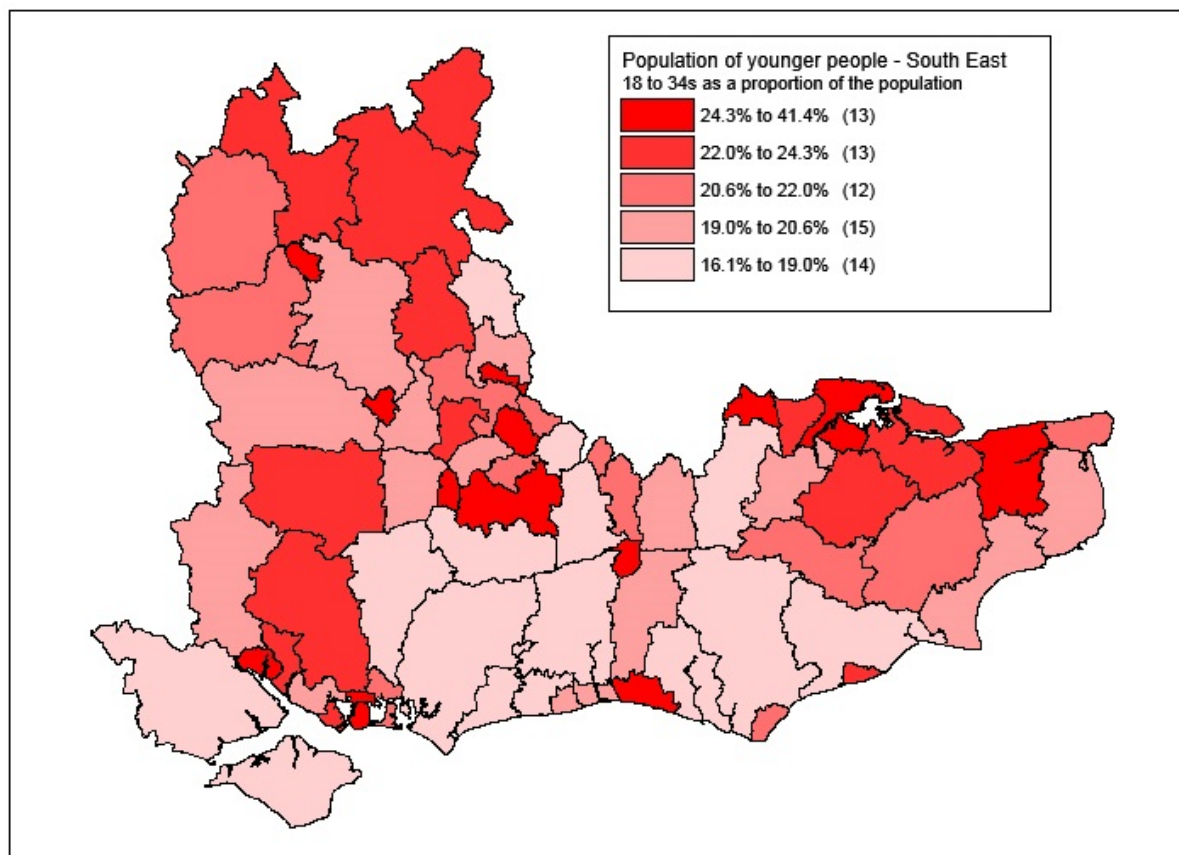 Population of younger people - South East
18 to 34s as a proportion of the population
24.3% to 41.4% (13)
22.0% to 24.3% (13)
20.6% to 22.0% (12)
19.0% to 20.6% (15)
16.1% to 19.0% (14)